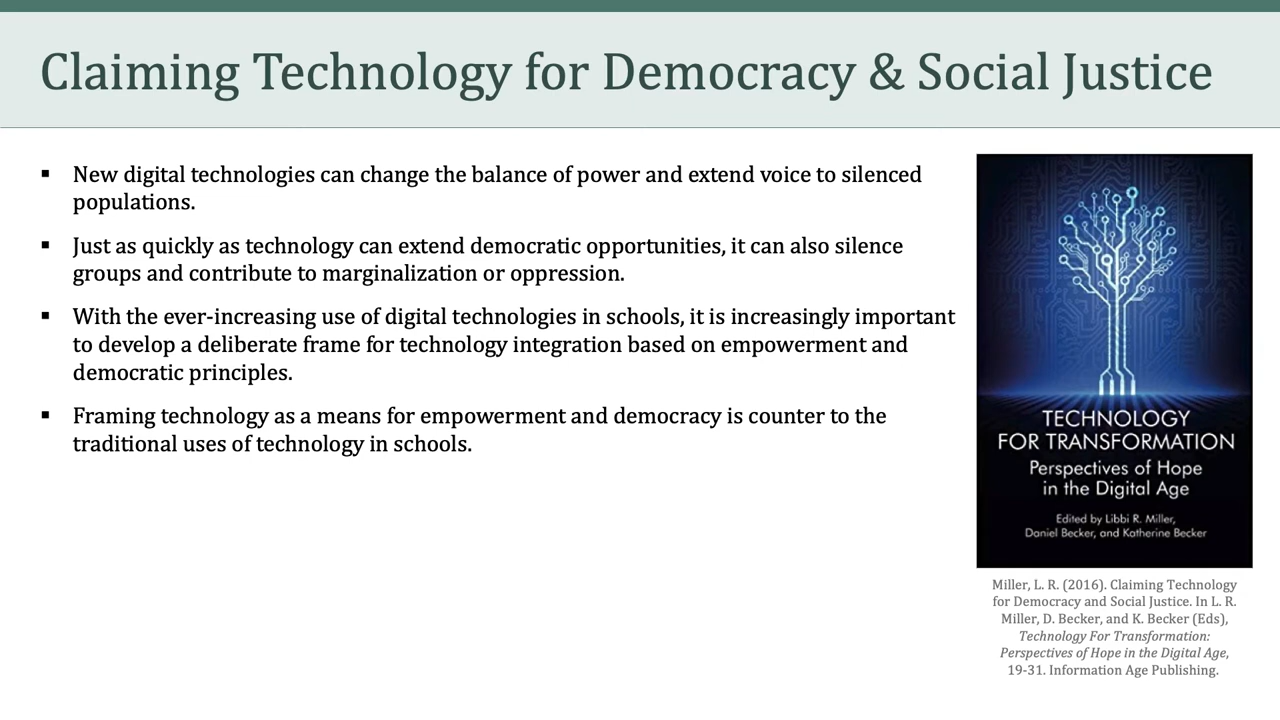 Claiming Technology for Democracy & Social Justice
▪ New digital technologies can change the balance of power and extend voice to silenced
populations.
▪ Just as quickly as technology can extend democratic opportunities, it can also silence
groups and contribute to marginalization or oppression.
▪ With the ever-increasing use of digital technologies in schools, it is increasingly important
to develop a deliberate frame for technology integration based on empowerment and
democratic principles.
▪ Framing technology as a means for empowerment and democracy is counter to the
traditional uses of technology in schools.
TECHNOLOGY
FOR TRANSFORMATION
Perspectives of Hope
in the Digital Age
Edited by Libbi R. Miller,
Daniel Becker, and Katherine Becker
Miller, L. R. (2016). Claiming Technology
for Democracy and Social Justice. In L. R.
Miller, D. Becker, and K. Becker (Eds),
Technology For Transformation:
Perspectives of Hope in the Digital Age,
19-31. Information Age Publishing.